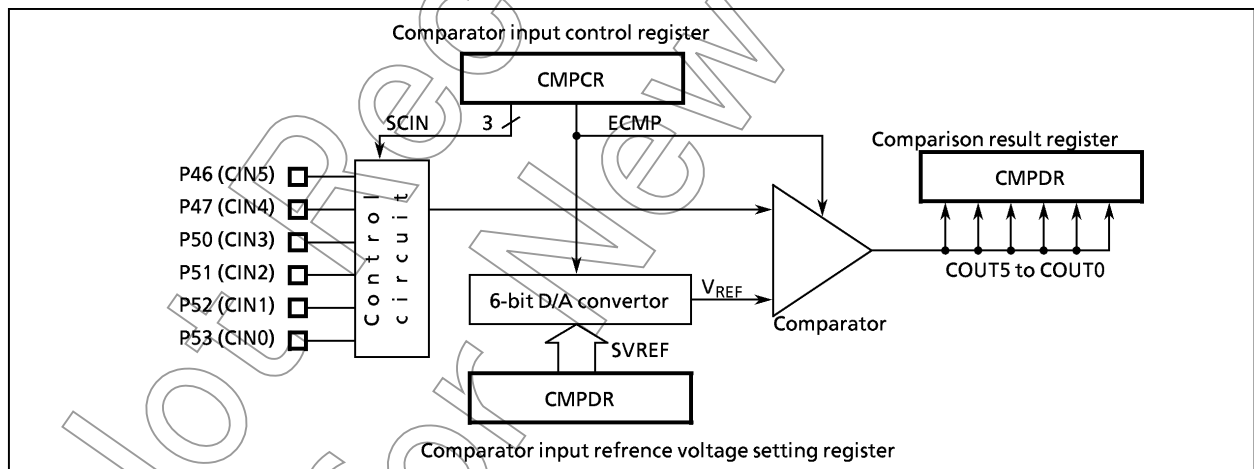 Comparator input control register
CMPCR
SCIN
3
ECMP
Comparison result register
CMPDR
P46 (CIN5)
P47 (CIN4)
P50 (CIN3)
P51 (CIN2)
P52 (CIN1)
P53 (CIN0)
Control
circuit
6-bit D/A convertor
VREF
Comparator
COUT5 to COUT0
SVREF
CMPDR
Comparator input refrence voltage setting register